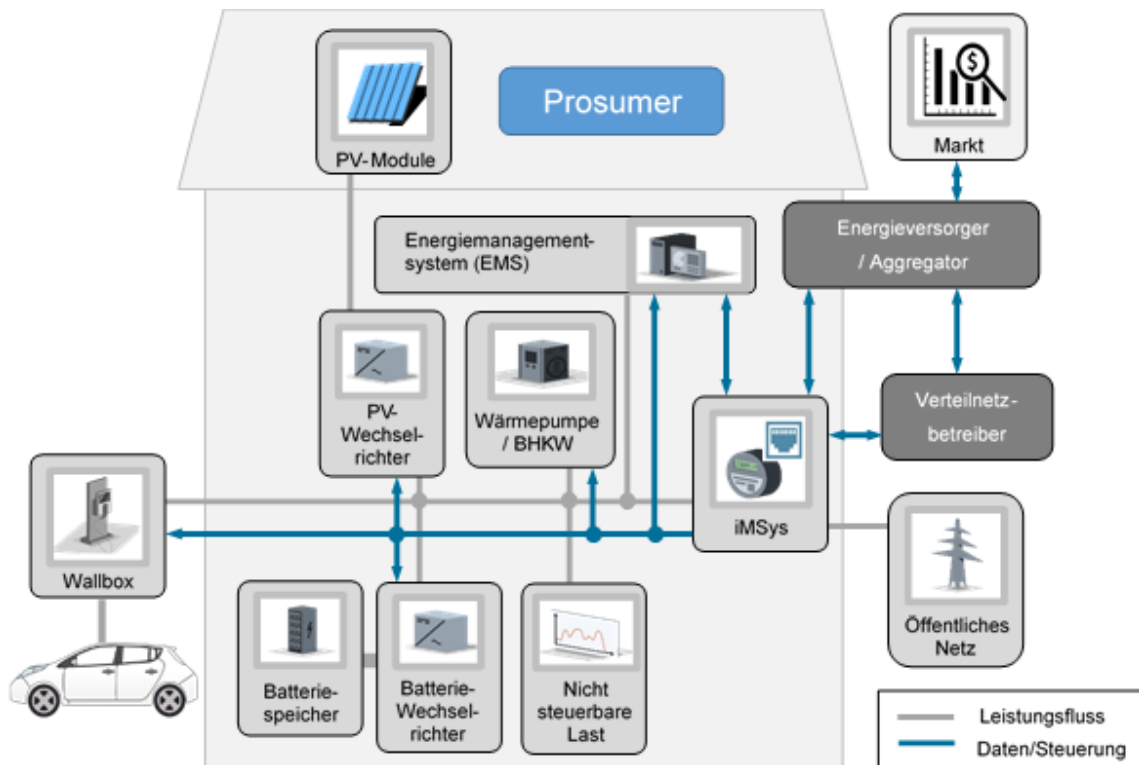 Prosumer
PV-Module
Markt
Energiemanagement-
system (EMS)
Energieversorger
/ Aggregator
PV-
Wechsel-
richter
Wärmepumpe
/ BHKW
Verteilnetz-
betreiber
iMSys
Wallbox
Öffentliches
Netz
Batterie-
speicher
Batterie-
Wechsel-
richter
Nicht
steuerbare
Last
Leistungsfluss
Daten/Steuerung